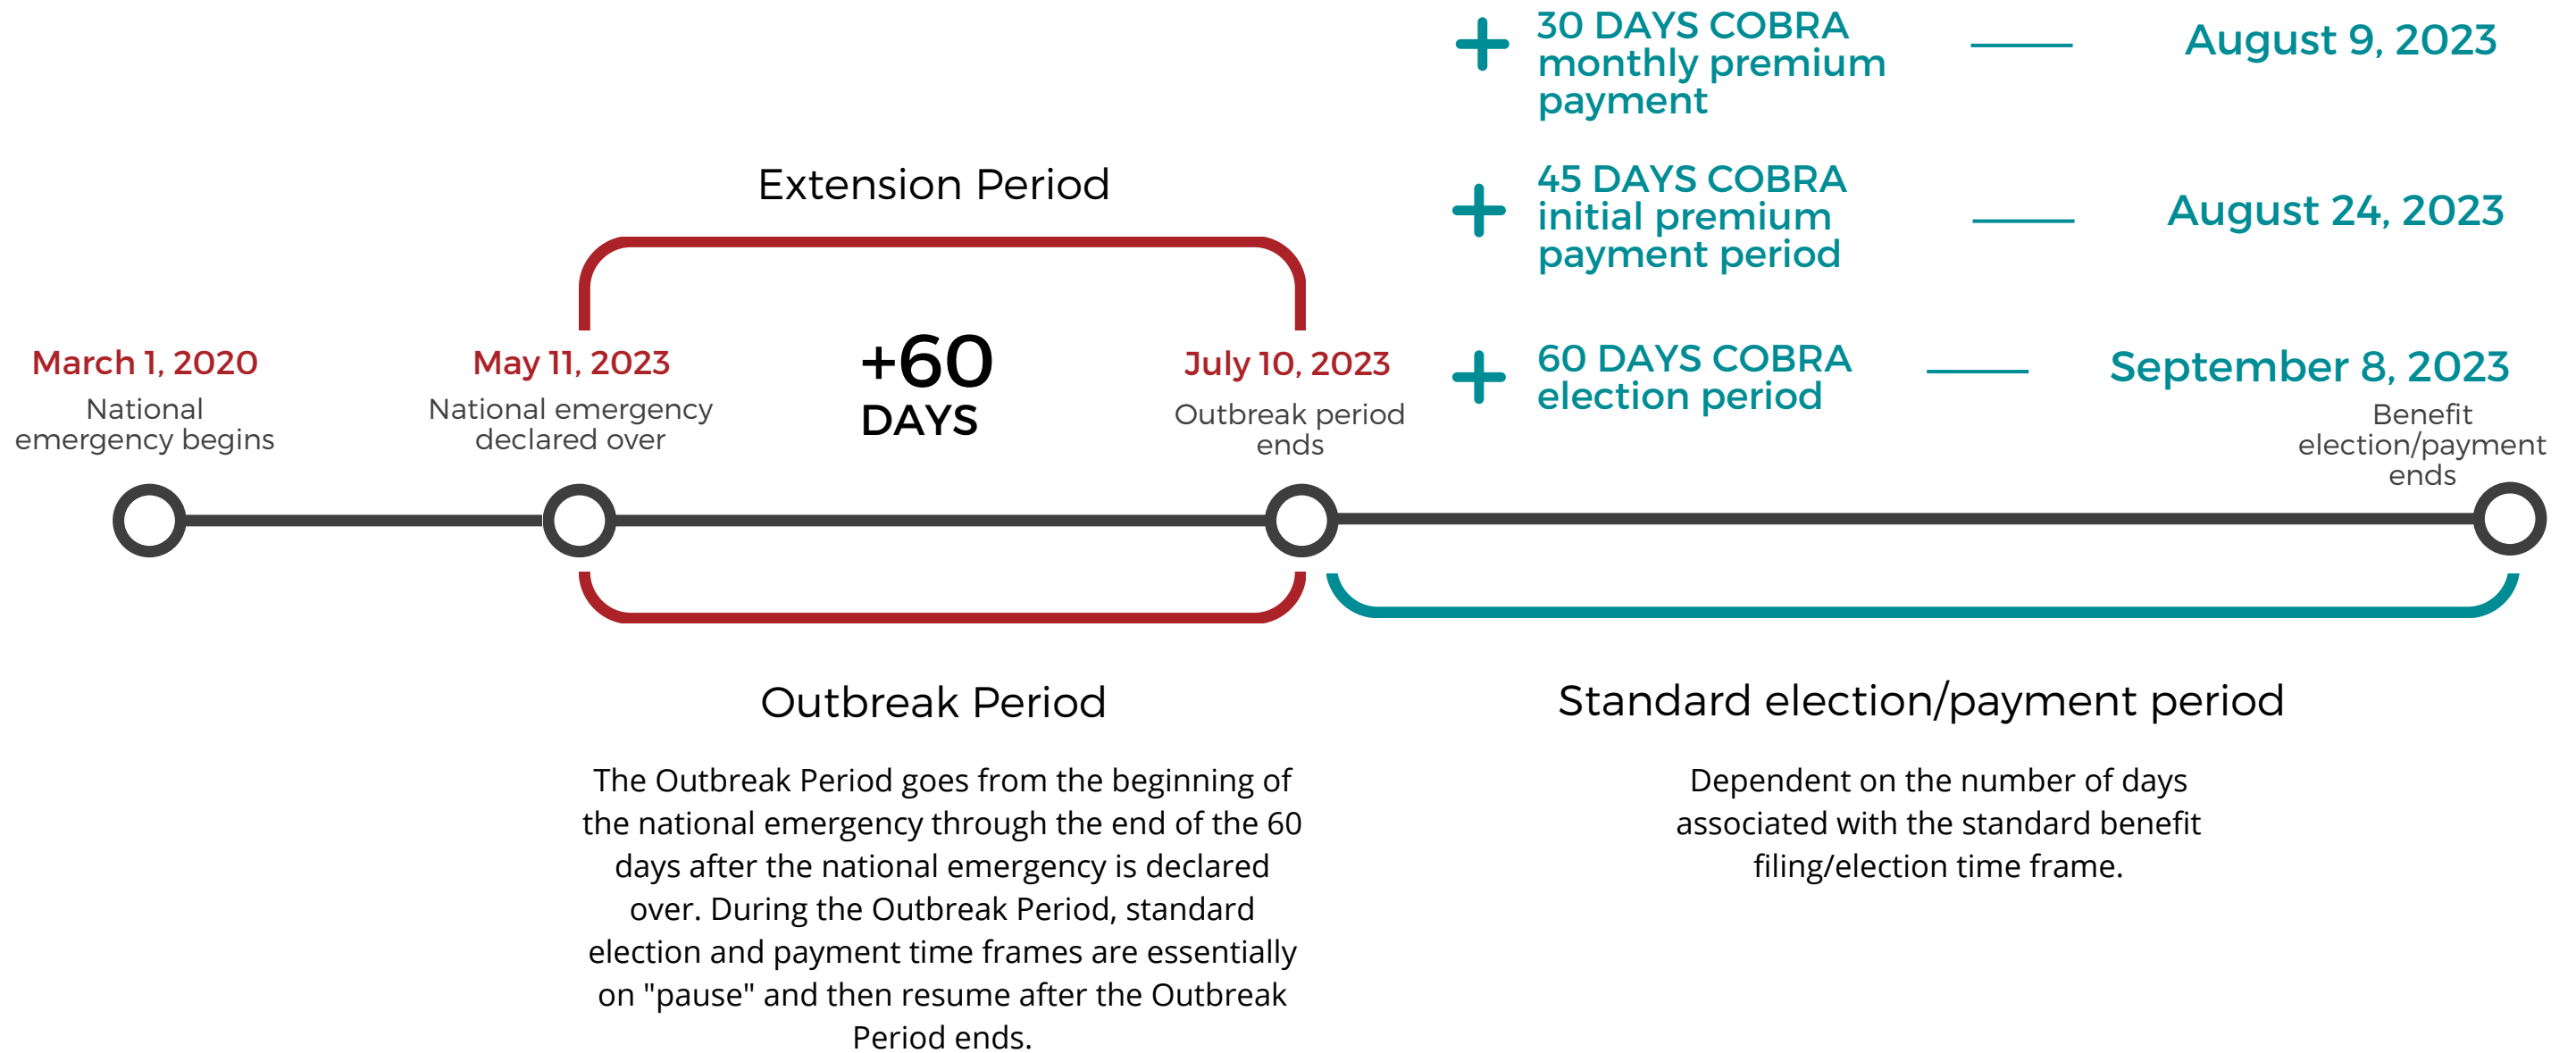 30 DAYS COBRA
monthly premium
payment
August 9, 2023
Extension Period
45 DAYS COBRA
initial premium
payment period
August 24, 2023
March 1, 2020
National
emergency begins
May 11, 2023
National emergency
declared over
+60
DAYS
July 10, 2023
Outbreak period
ends
60 DAYS COBRA
election period
September 8, 2023
Benefit
election/payment
ends
Outbreak Period
The Outbreak Period goes from the beginning of
the national emergency through the end of the 60
days after the national emergency is declared
over. During the Outbreak Period, standard
election and payment time frames are essentially
on "pause" and then resume after the Outbreak
Period ends.
Standard election/payment period
Dependent on the number of days
associated with the standard benefit
filing/election time frame.